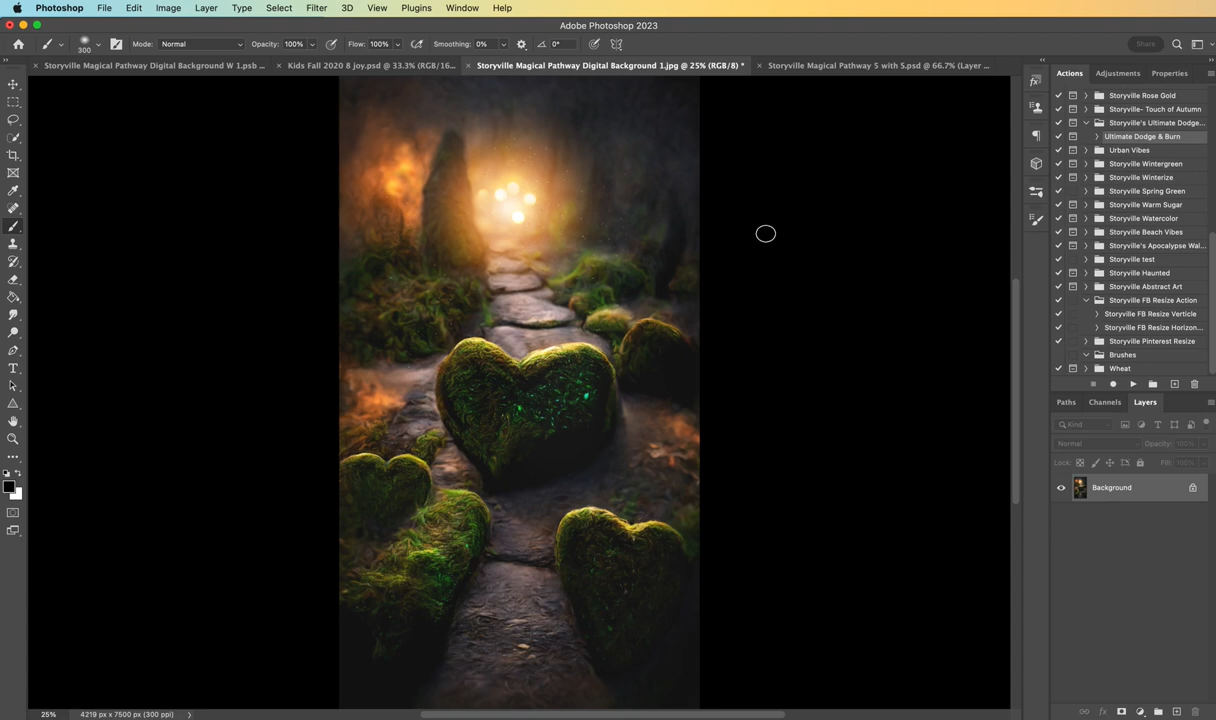 Photoshop File Edit Image Layer Type Select Filter 3D View Plugins Window Help
Adobe Photoshop 2023
300 Mode: Normal Opacity: 100% Flow: 100% Smoothing: 0% 0° Share
Storyville Magical Pathway Digital Background W 1.psb ...
Kids Fall 2020 8 joy.psd @ 33.3% (RGB/16...
Storyville Magical Pathway Digital Background 1.jpg @ 25% (RGB/8) *
Storyville Magical Pathway 5 with S.psd @ 66.7% (Layer ...
Actions Adjustments Properties
Storyville Rose Gold
Storyville- Touch of Autumn
Storyville's Ultimate Dodge...
Ultimate Dodge & Burn
Urban Vibes
Storyville Wintergreen
Storyville Winterize
Storyville Spring Green
Storyville Warm Sugar
Storyville Watercolor
Storyville Beach Vibes
Storyville's Apocalypse Wal...
Storyville test
Storyville Haunted
Storyville Abstract Art
Storyville FB Resize Action
Storyville FB Resize Verticle
Storyville FB Resize Horizon...
Storyville Pinterest Resize
Brushes
Wheat
Paths Channels Layers
Kind
Normal Opacity: 100%
Lock: Fill: 100%
Background
25% 4219 px x 7500 px (300 ppi)